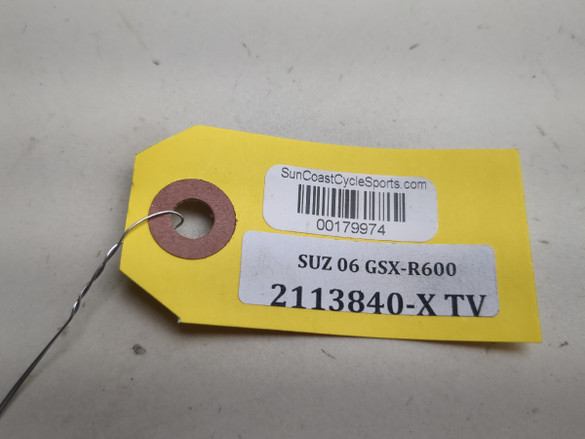 SunCoastCycleSports.com
00179974
SUZ 06 GSX-R600
2113840-X TV